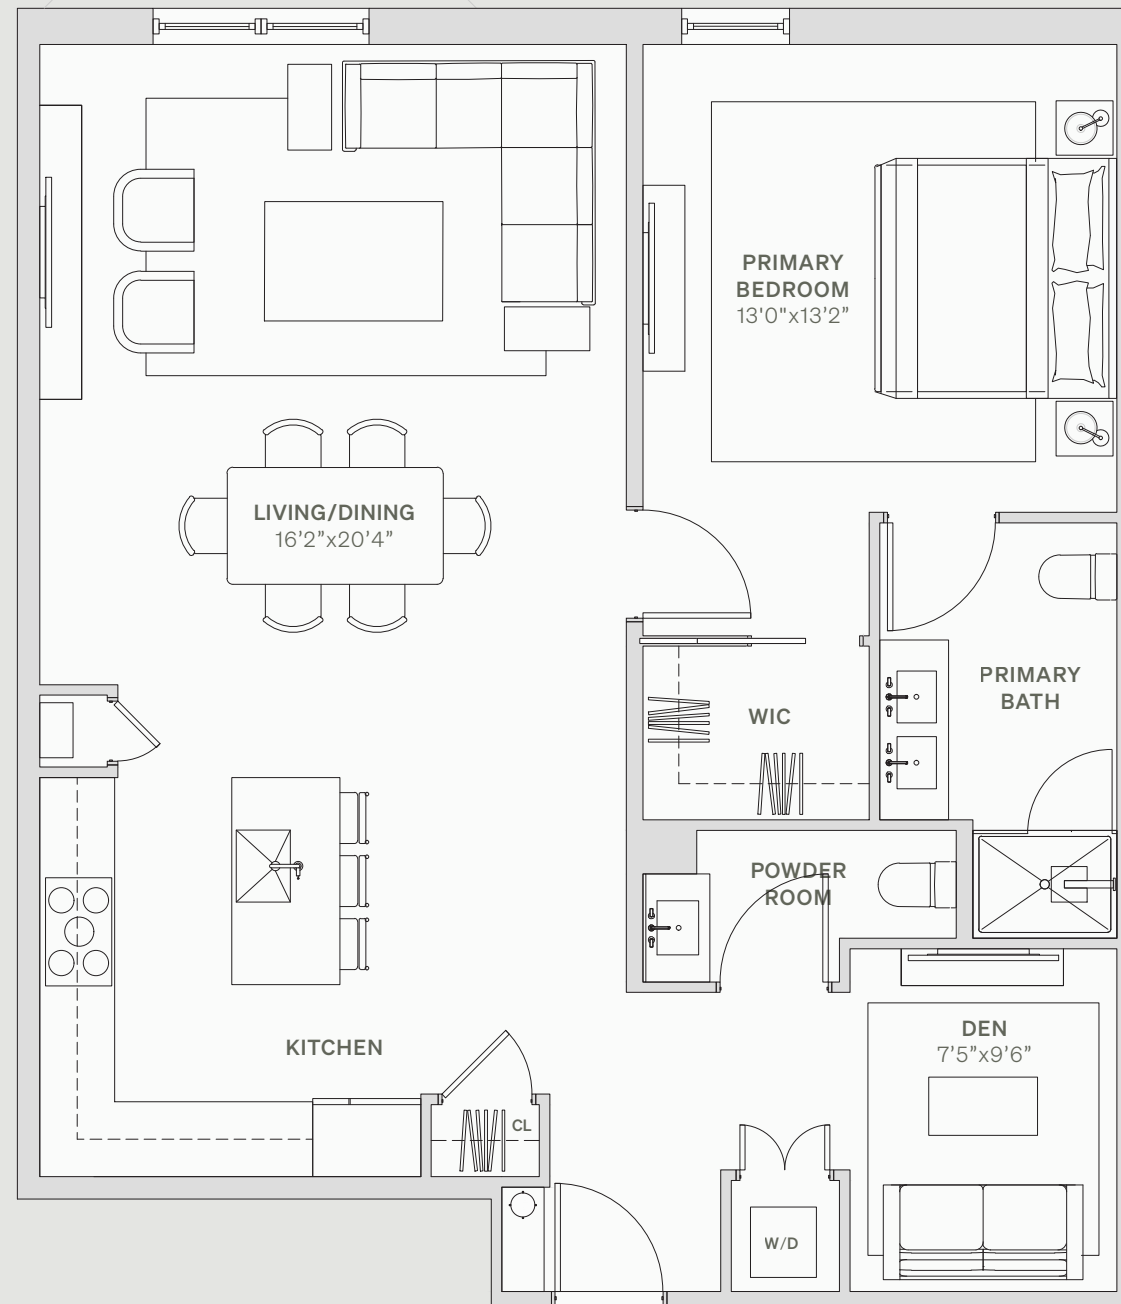 PRIMARY
BEDROOM
13'0"x13'2”
LIVING/DINING
16’2”x20’4”
PRIMARY
BATH
WIC
POWDER
ROOM
DEN
7’5”x9’6”
KITCHEN
CL
W/D